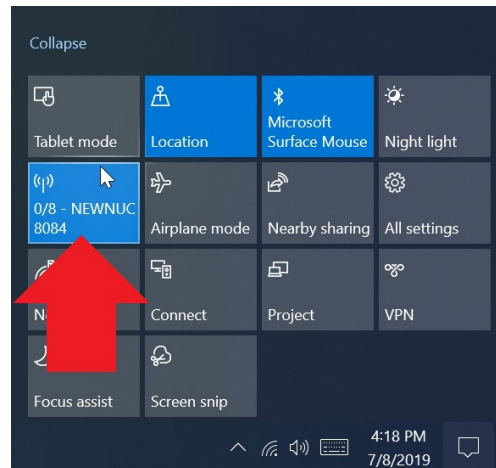 Collapse
Tablet mode
Location
Microsoft
Surface Mouse
Night light
0/8 - NEWNUC
8084
Airplane mode
Nearby sharing
All settings
Connect
Project
VPN
Focus assist
Screen snip
4:18 PM
7/8/2019